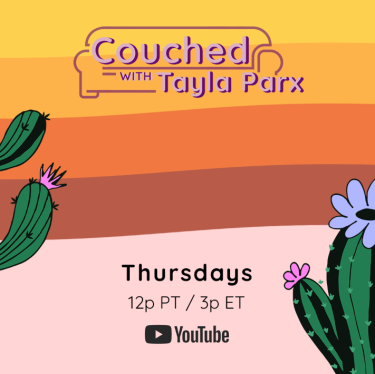 Couched
WITH Tayla Parx
Thursdays
12p PT / 3p ET
YouTube